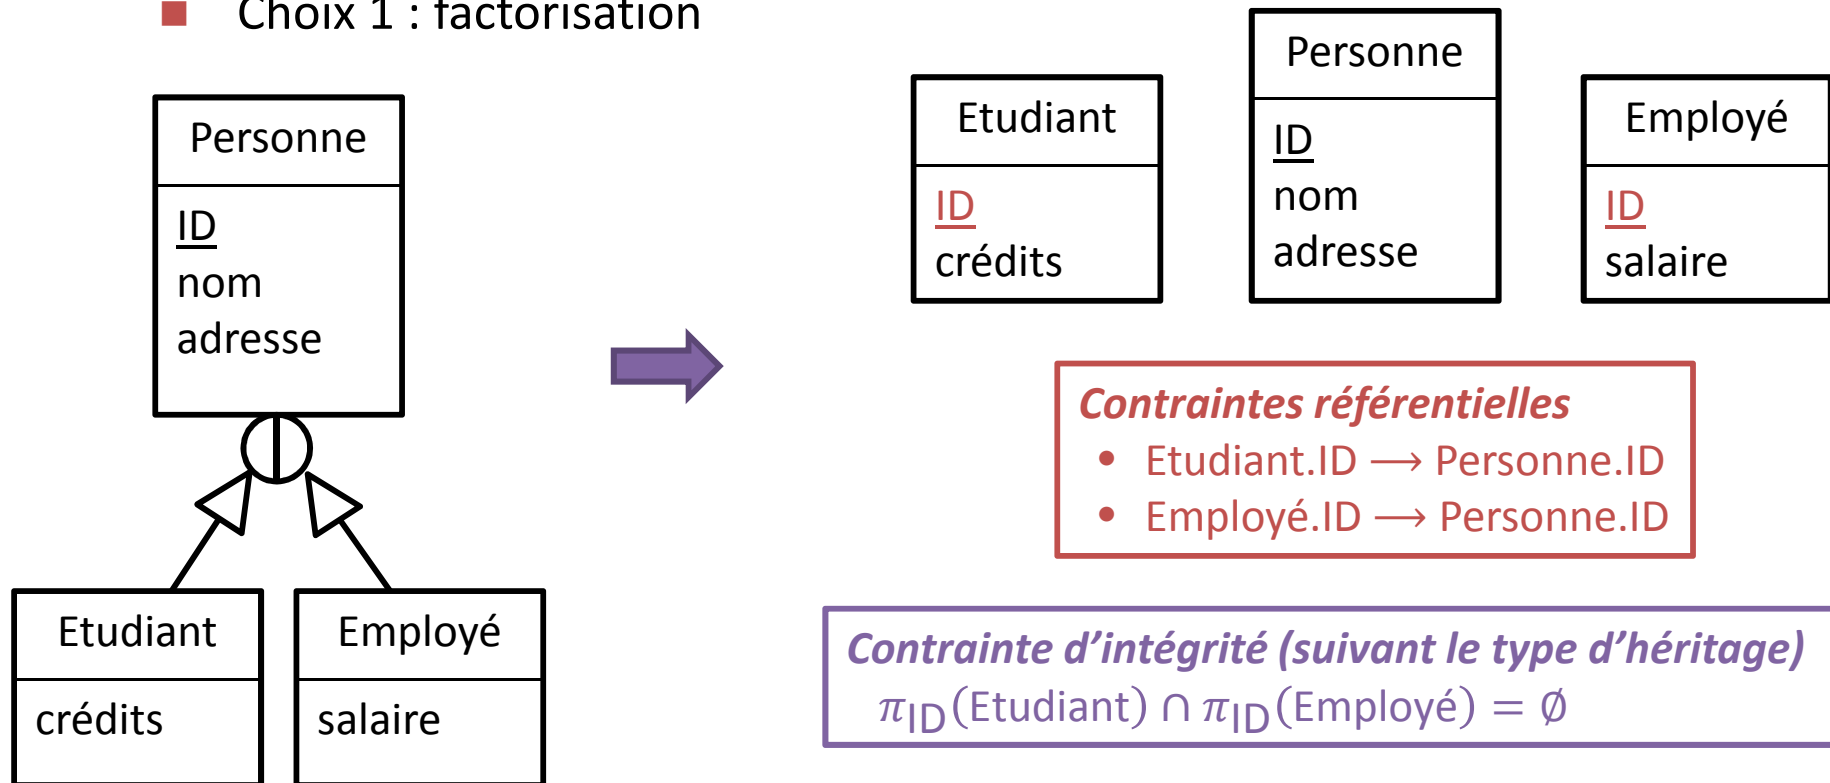 Choix 1 : factorisation
Personne
ID
nom
adresse
Etudiant
crédits
Employé
salaire
Etudiant
ID
crédits
Personne
ID
nom
adresse
Employé
ID
salaire
Contraintes référentielles
• Etudiant.ID ⟶ Personne.ID
• Employé.ID ⟶ Personne.ID
Contrainte d’intégrité (suivant le type d’héritage)
πID(Etudiant) ∩ πID(Employé) = ∅